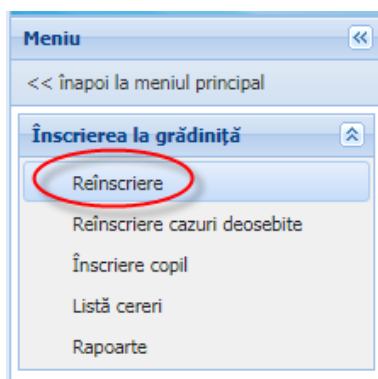 Meniu
<< înapoi la meniul principal
Înscrierea la grădiniță
Reînscriere
Reînscriere cazuri deosebite
Înscriere copil
Listă cereri
Rapoarte